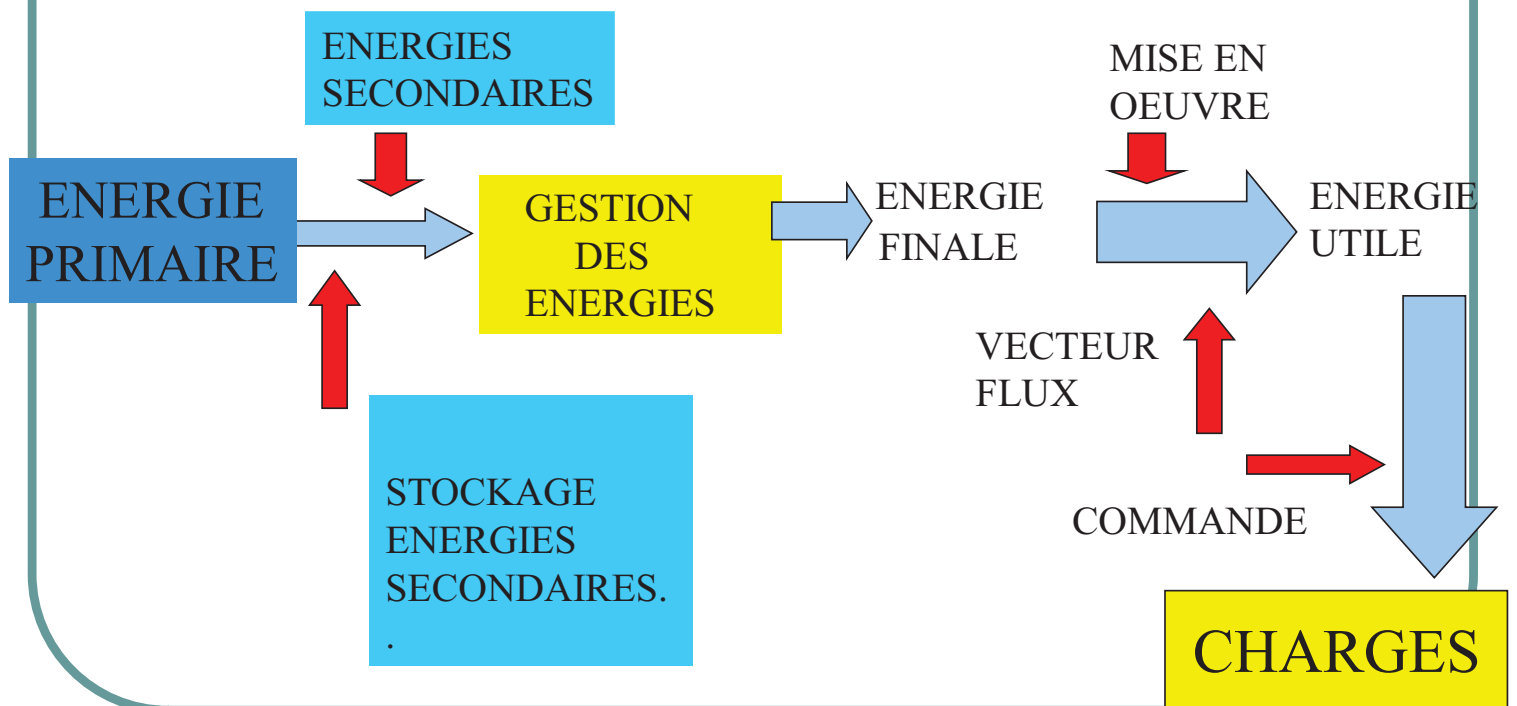 ENERGIES
SECONDAIRES
MISE EN
OEUVRE
ENERGIE
PRIMAIRE
GESTION
DES
ENERGIES
ENERGIE
FINALE
ENERGIE
UTILE
VECTEUR
FLUX
STOCKAGE
ENERGIES
SECONDAIRES.
.
COMMANDE
CHARGES